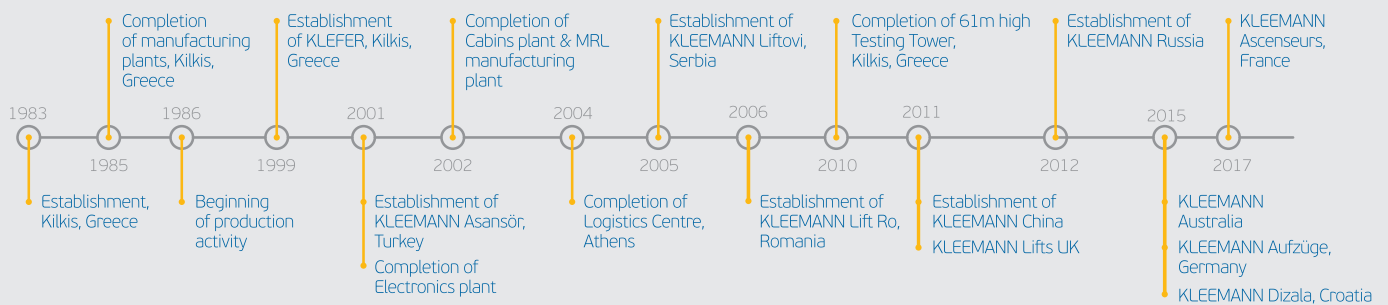 Completion
of manufacturing
plants, Kilkis,
Greece
Establishment
of KLEFER, Kilkis,
Greece
Completion of
Cabins plant & MRL
manufacturing
plant
Establishment of
KLEEMANN Liftovi,
Serbia
Completion of 61m high
Testing Tower,
Kilkis, Greece
Establishment of
KLEEMANN Russia
KLEEMANN
Ascenseurs,
France
1983
1986
2001
2004
2006
2011
2015
1985
1999
2002
2005
2010
2012
2017
Establishment,
Kilkis, Greece
Beginning
of production
activity
Establishment of
KLEEMANN Asansör,
Turkey
Completion of
Electronics plant
Completion of
Logistics Centre,
Athens
Establishment of
KLEEMANN Lift Ro,
Romania
Establishment of
KLEEMANN China
KLEEMANN Lifts UK
KLEEMANN
Australia
KLEEMANN Aufzüge,
Germany
KLEEMANN Dizala, Croatia